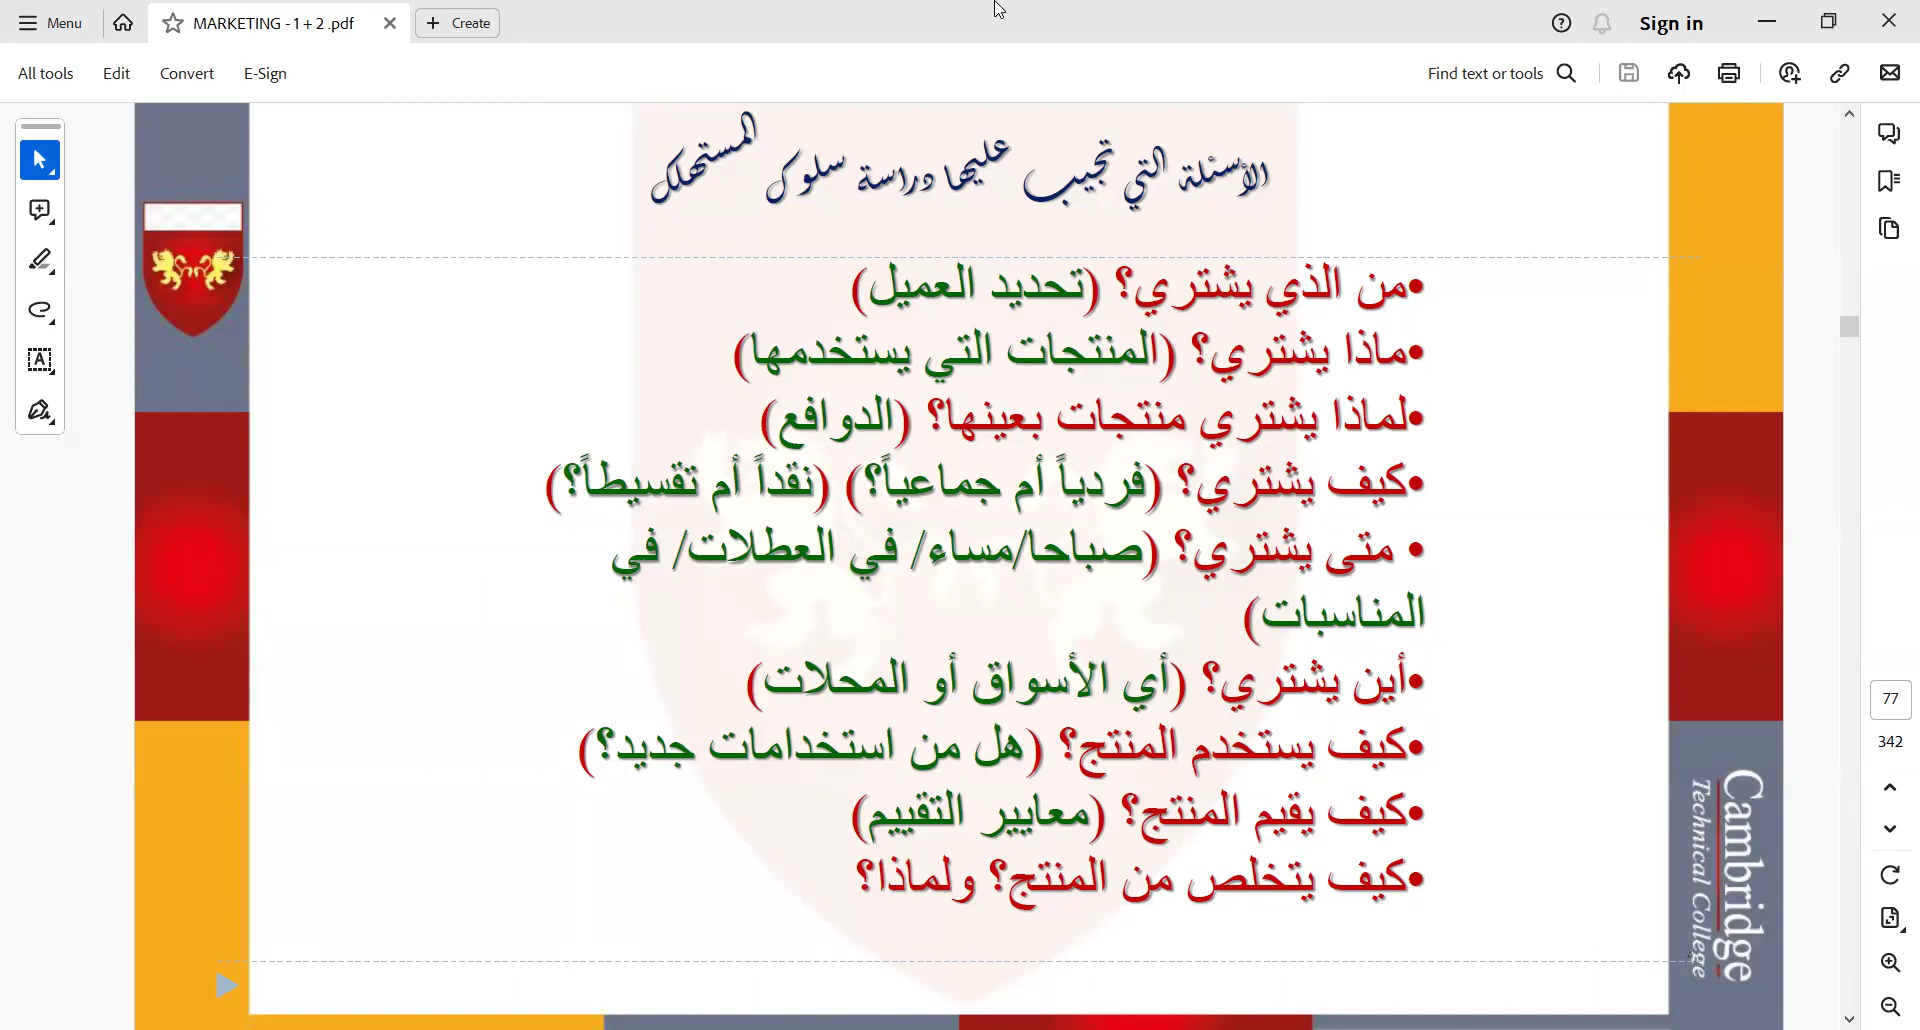 Menu
MARKETING - 1 + 2 .pdf
Create
Sign in
All tools
Edit
Convert
E-Sign
Find text or tools
الأسئلة التي تجيب عليها دراسة سلوك المستهلك
•من الذي يشتري؟ (تحديد العميل)
•ماذا يشتري؟ (المنتجات التي يستخدمها)
•لماذا يشتري منتجات بعينها؟ (الدوافع)
•كيف يشتري؟ (فردياً أم جماعياً؟) (نقداً أم تقسيطاً؟)
• متى يشتري؟ (صباحا/مساء/ في العطلات/ في
المناسبات)
•أين يشتري؟ (أي الأسواق أو المحلات)
•كيف يستخدم المنتج؟ (هل من استخدامات جديد؟)
•كيف يقيم المنتج؟ (معايير التقييم)
•كيف يتخلص من المنتج؟ ولماذا؟
Cambridge
Technical College
77
342